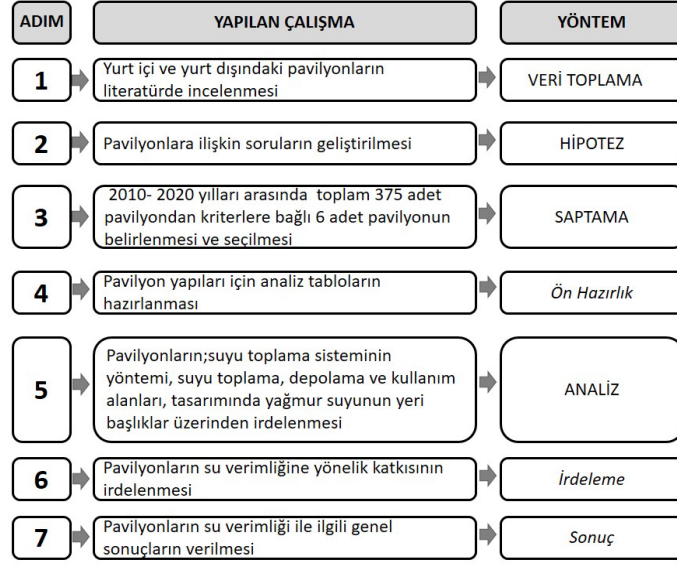 ADIM YAPILAN ÇALIŞMA YÖNTEM
1 Yurt içi ve yurt dışındaki pavilyonların
literatürde incelenmesi
VERİ TOPLAMA
2 Pavilyonlara ilişkin soruların geliştirilmesi HİPOTEZ
3 2010- 2020 yılları arasında toplam 375 adet
pavilyondan kriterlere bağlı 6 adet pavilyonun
belirlenmesi ve seçilmesi
SAPTAMA
4 Pavilyon yapıları için analiz tabloların
hazırlanması
Ön Hazırlık
5 Pavilyonların;suyu toplama sisteminin
yöntemi, suyu toplama, depolama ve kullanım
alanları, tasarımında yağmur suyunun yeri
başlıklar üzerinden irdelenmesi
ANALİZ
6 Pavilyonların su verimliğine yönelik katkısının
irdelenmesi
İrdeleme
7 Pavilyonların su verimliği ile ilgili genel
sonuçların verilmesi
Sonuç